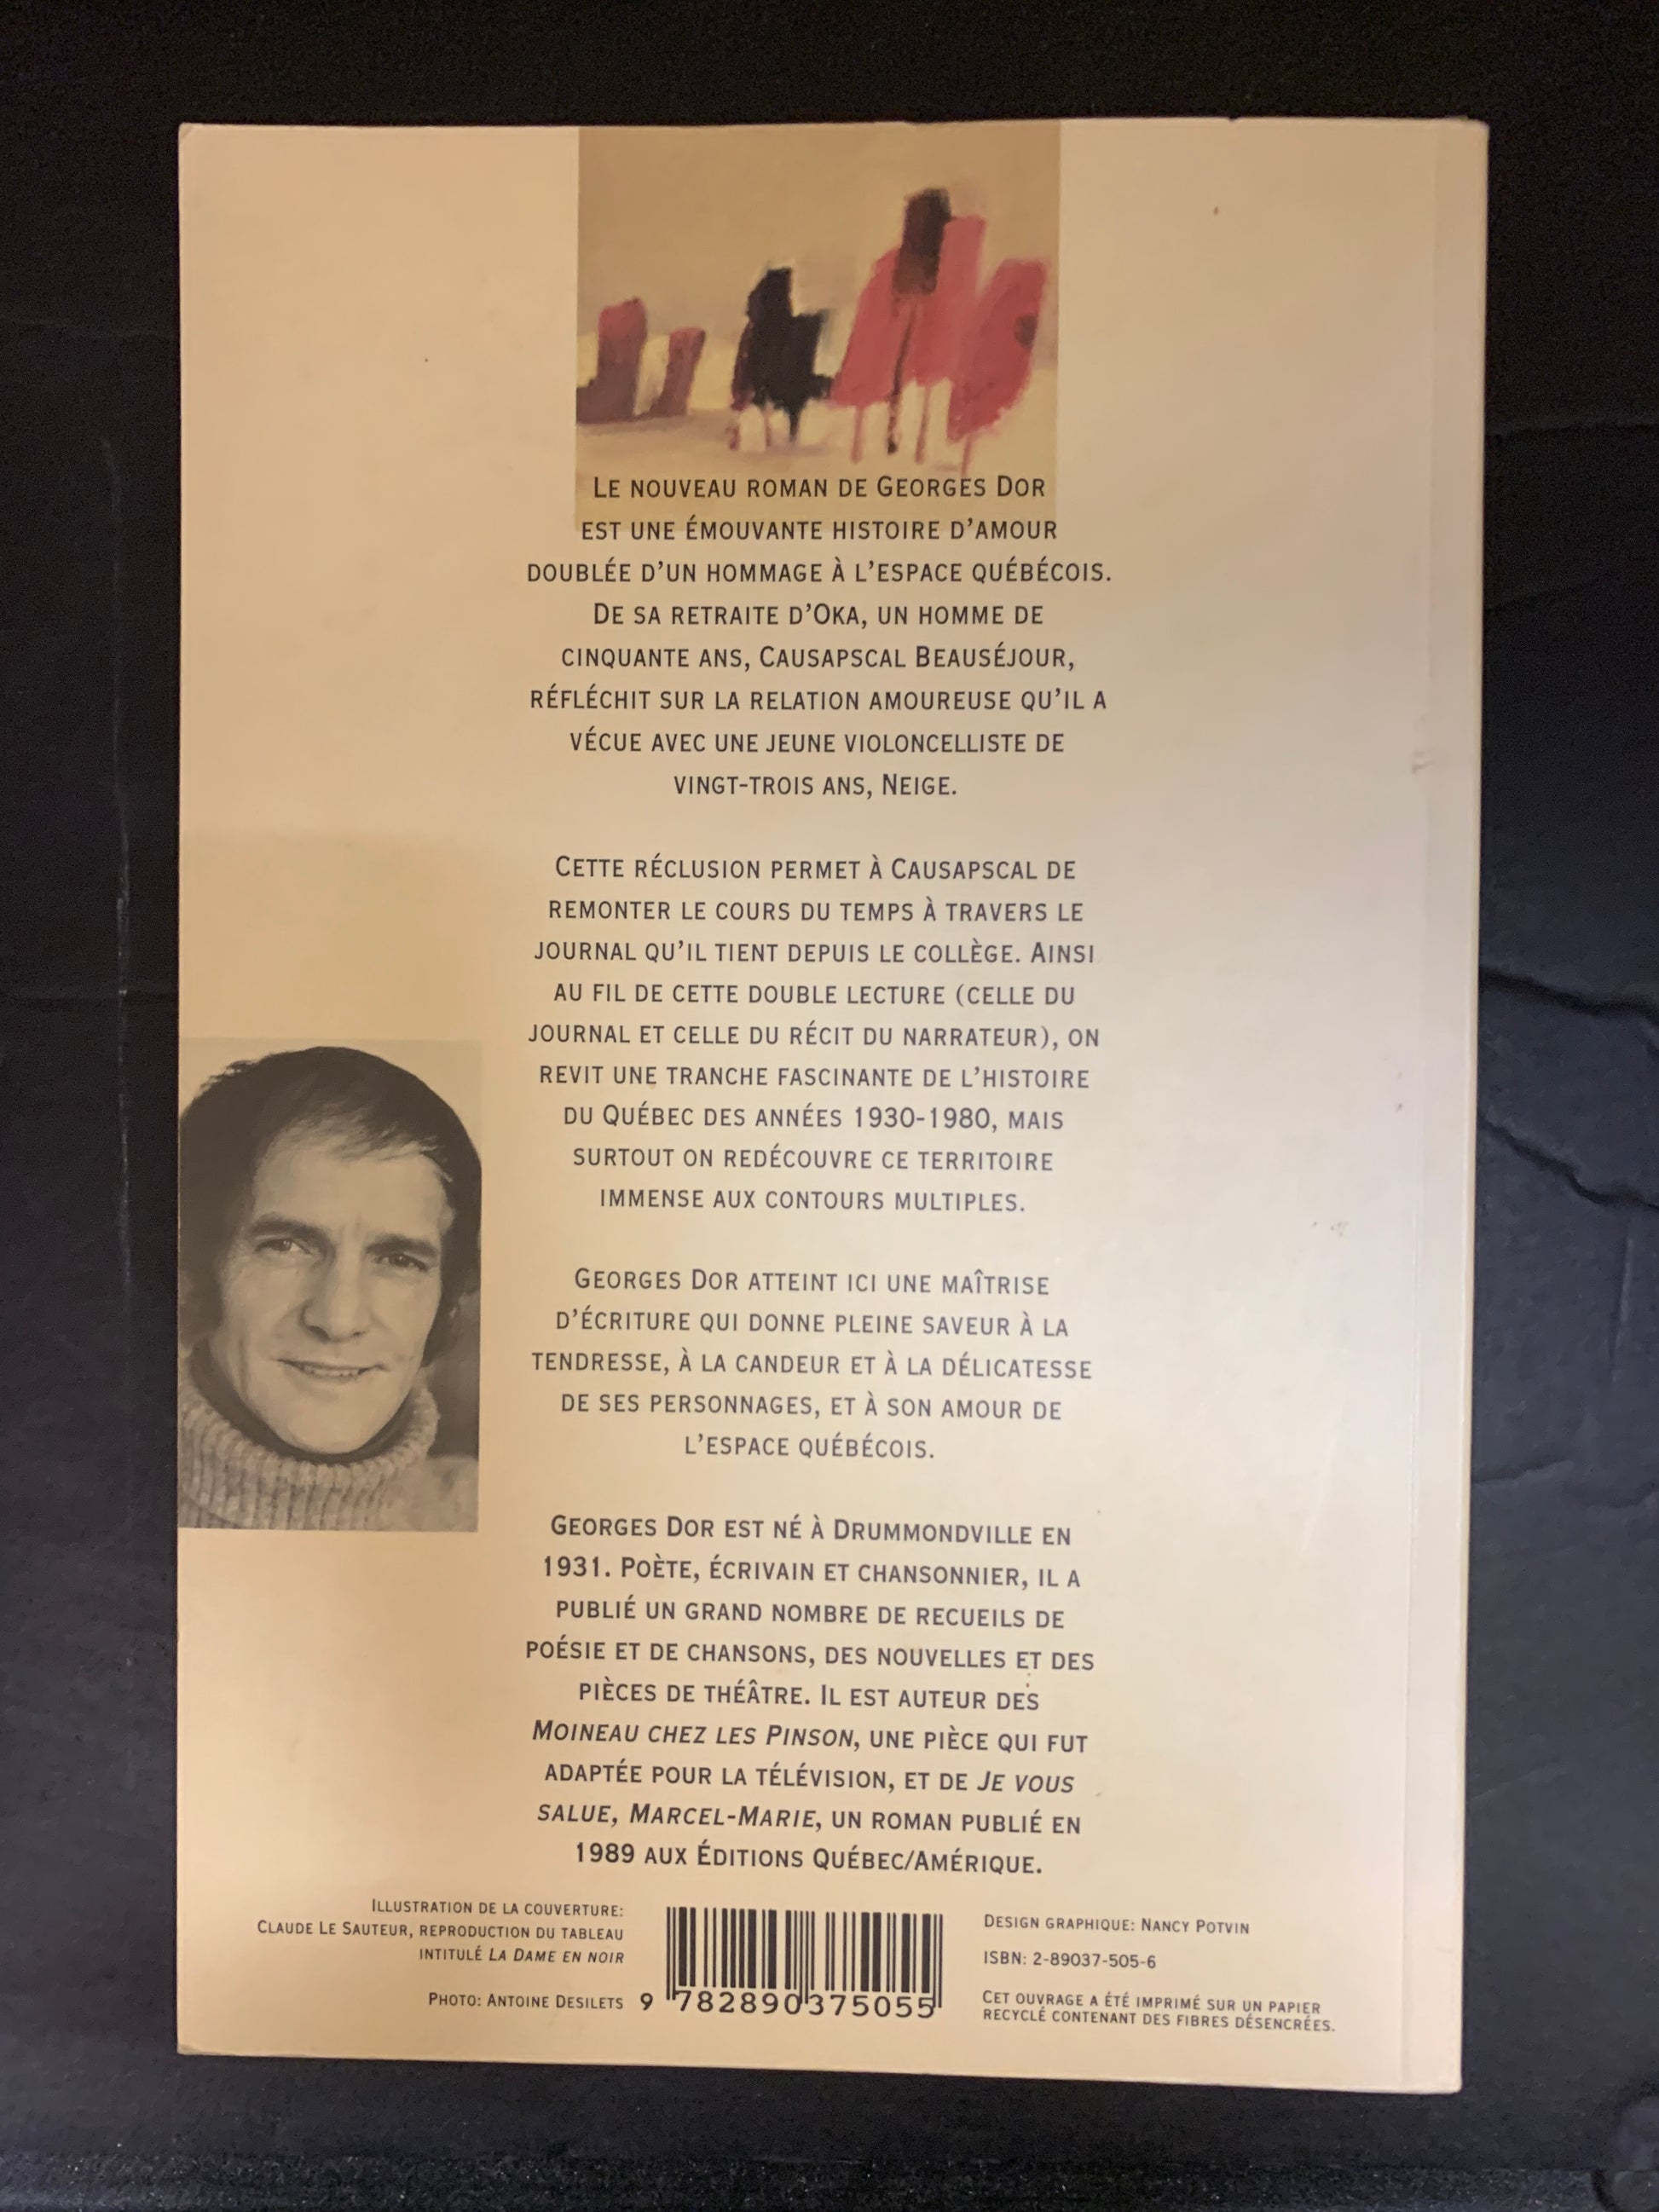 Le nouveau roman de Georges Dor
est une émouvante histoire d'amour
doublée d'un hommage à l'espace québécois.
De sa retraite d'Oka, un homme de
cinquante ans, Causapscal Beauséjour,
réfléchit sur la relation amoureuse qu'il a
vécue avec une jeune violoncelliste de
vingt-trois ans, Neige.
Cette réclusion permet à Causapscal de
remonter le cours du temps à travers le
journal qu'il tient depuis le collège. Ainsi
au fil de cette double lecture (celle du
journal et celle du récit du narrateur), on
revit une tranche fascinante de l'histoire
du Québec des années 1930-1980, mais
surtout on redécouvre ce territoire
immense aux contours multiples.
Georges Dor atteint ici une maîtrise
d'écriture qui donne pleine saveur à la
tendresse, à la candeur et à la délicatesse
de ses personnages, et à son amour de
l'espace québécois.
Georges Dor est né à Drummondville en
1931. Poète, écrivain et chansonnier, il a
publié un grand nombre de recueils de
poésie et de chansons, des nouvelles et des
pièces de théâtre. Il est auteur des
Moineau chez les Pinson, une pièce qui fut
adaptée pour la télévision, et de Je vous
salue, Marcel-Marie, un roman publié en
1989 aux Éditions Québec/Amérique.
Illustration de la couverture:
Claude Le Sauteur, reproduction du tableau
intitulé La Dame en noir
Photo: Antoine Desilets
9 782890 375055
Design graphique: Nancy Potvin
ISBN: 2-89037-505-6
Cet ouvrage a été imprimé sur un papier
recyclé contenant des fibres désencrées.